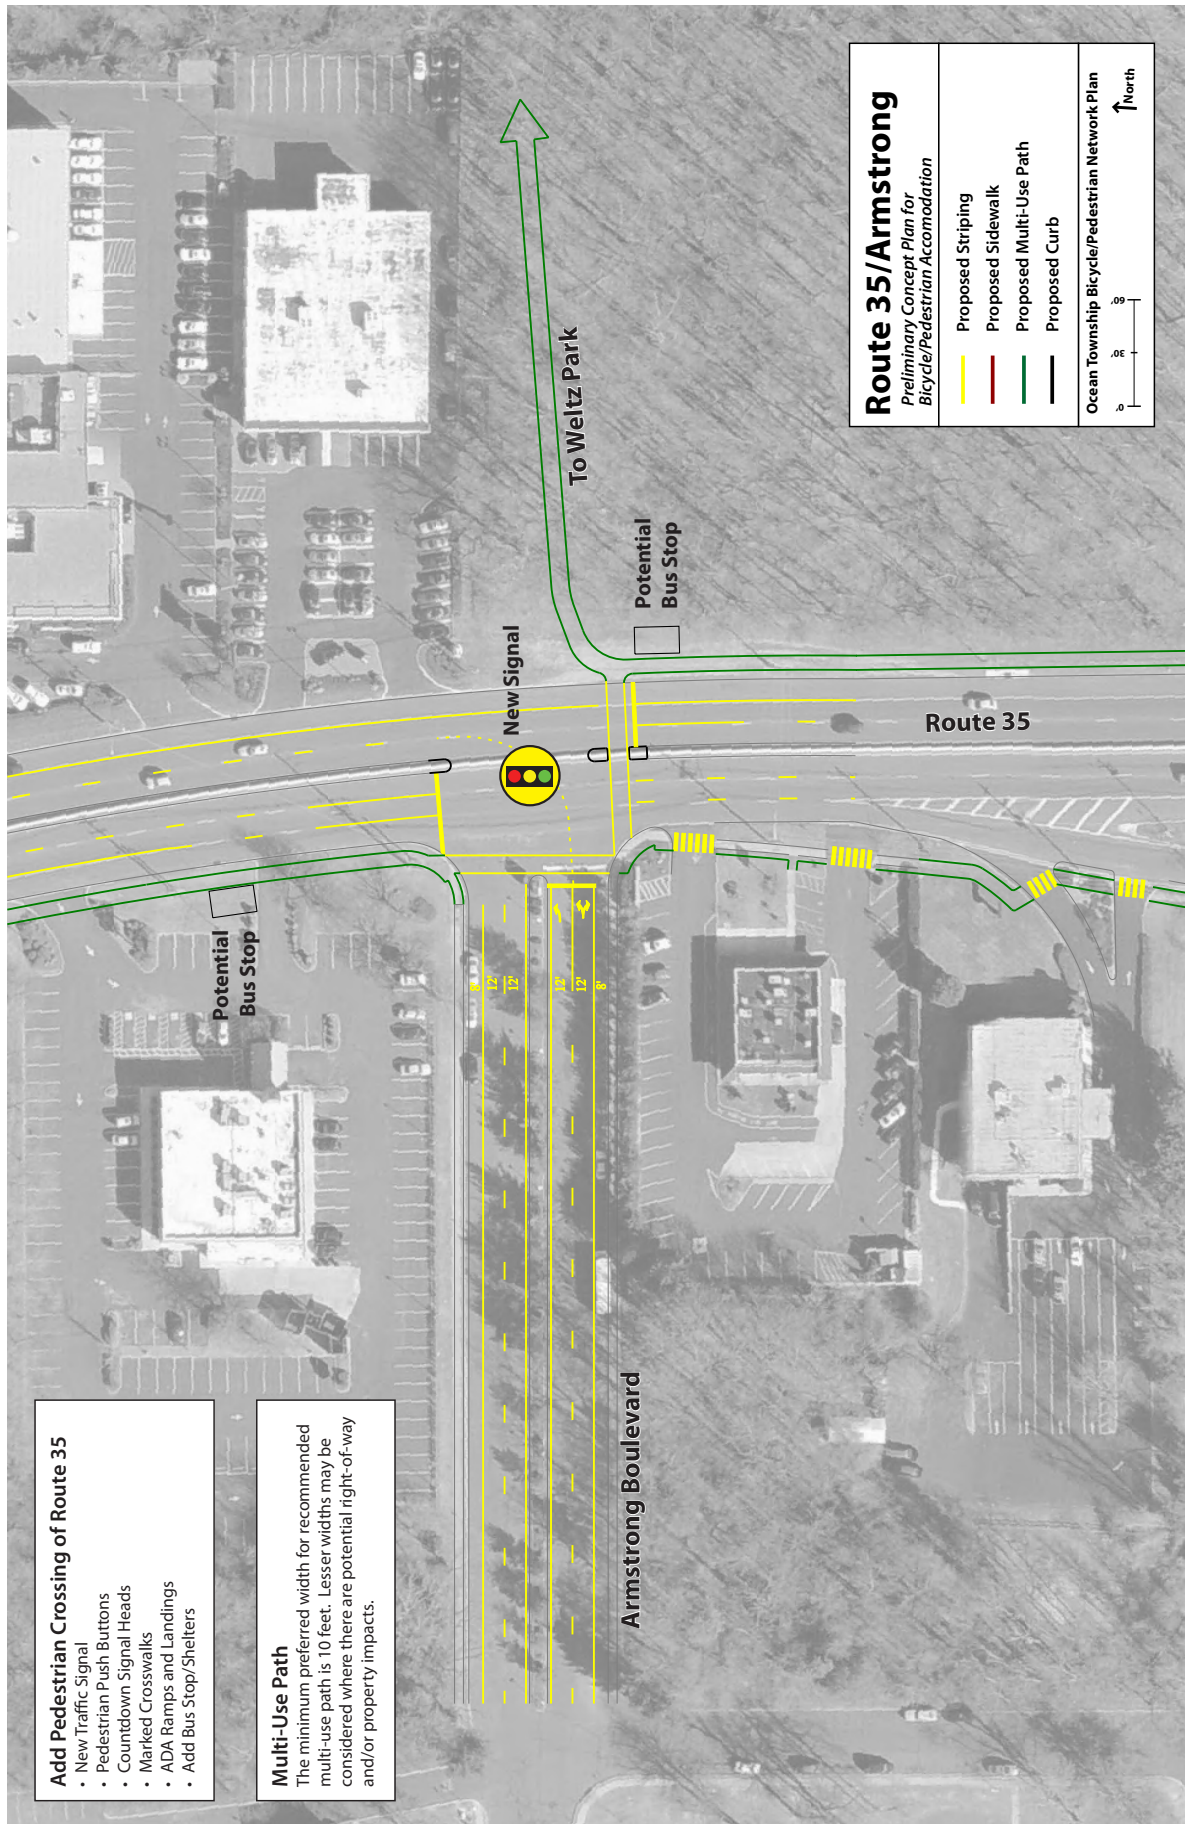 Add Pedestrian Crossing of Route 35
• New Traffic Signal
• Pedestrian Push Buttons
• Countdown Signal Heads
• Marked Crosswalks
• ADA Ramps and Landings
• Add Bus Stop/Shelters
Multi-Use Path
The minimum preferred width for recommended
multi-use path is 10 feet. Lesser widths may be
considered where there are potential right-of-way
and/or property impacts.
Potential
Bus Stop
New Signal
To Weltz Park
8'
12'
12'
12'
12'
8'
Armstrong Boulevard
Potential
Bus Stop
Route 35
Route 35/Armstrong
Preliminary Concept Plan for
Bicycle/Pedestrian Accomodation
Proposed Striping
Proposed Sidewalk
Proposed Multi-Use Path
Proposed Curb
Ocean Township Bicycle/Pedestrian Network Plan
0' 30' 60'
North